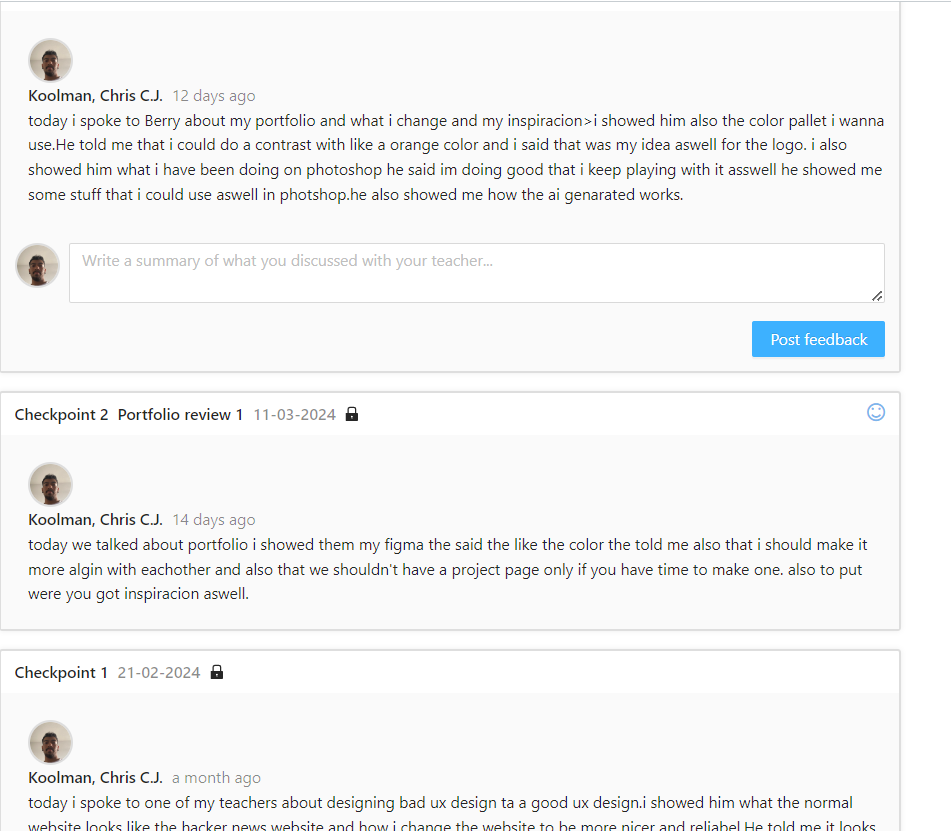 Koolman, Chris C.J. 12 days ago
today i spoke to Berry about my portfolio and what i change and my inspiracion>i showed him also the color pallet i wanna
use.He told me that i could do a contrast with like a orange color and i said that was my idea aswell for the logo. i also
showed him what i have been doing on photoshop he said im doing good that i keep playing with it asswell he showed me
some stuff that i could use aswell in photshop.he also showed me how the ai genarated works.
Write a summary of what you discussed with your teacher...
Post feedback
Checkpoint 2 Portfolio review 1 11-03-2024
Koolman, Chris C.J. 14 days ago
today we talked about portfolio i showed them my figma the said the like the color the told me also that i should make it
more algin with eachother and also that we shouldn't have a project page only if you have time to make one. also to put
were you got inspiracion aswell.
Checkpoint 1 21-02-2024
Koolman, Chris C.J. a month ago
today i spoke to one of my teachers about designing bad ux design ta a good ux design.i showed him what the normal
website looks like the hacker news website and how i change the website to be more nicer and reliabel.He told me it looks